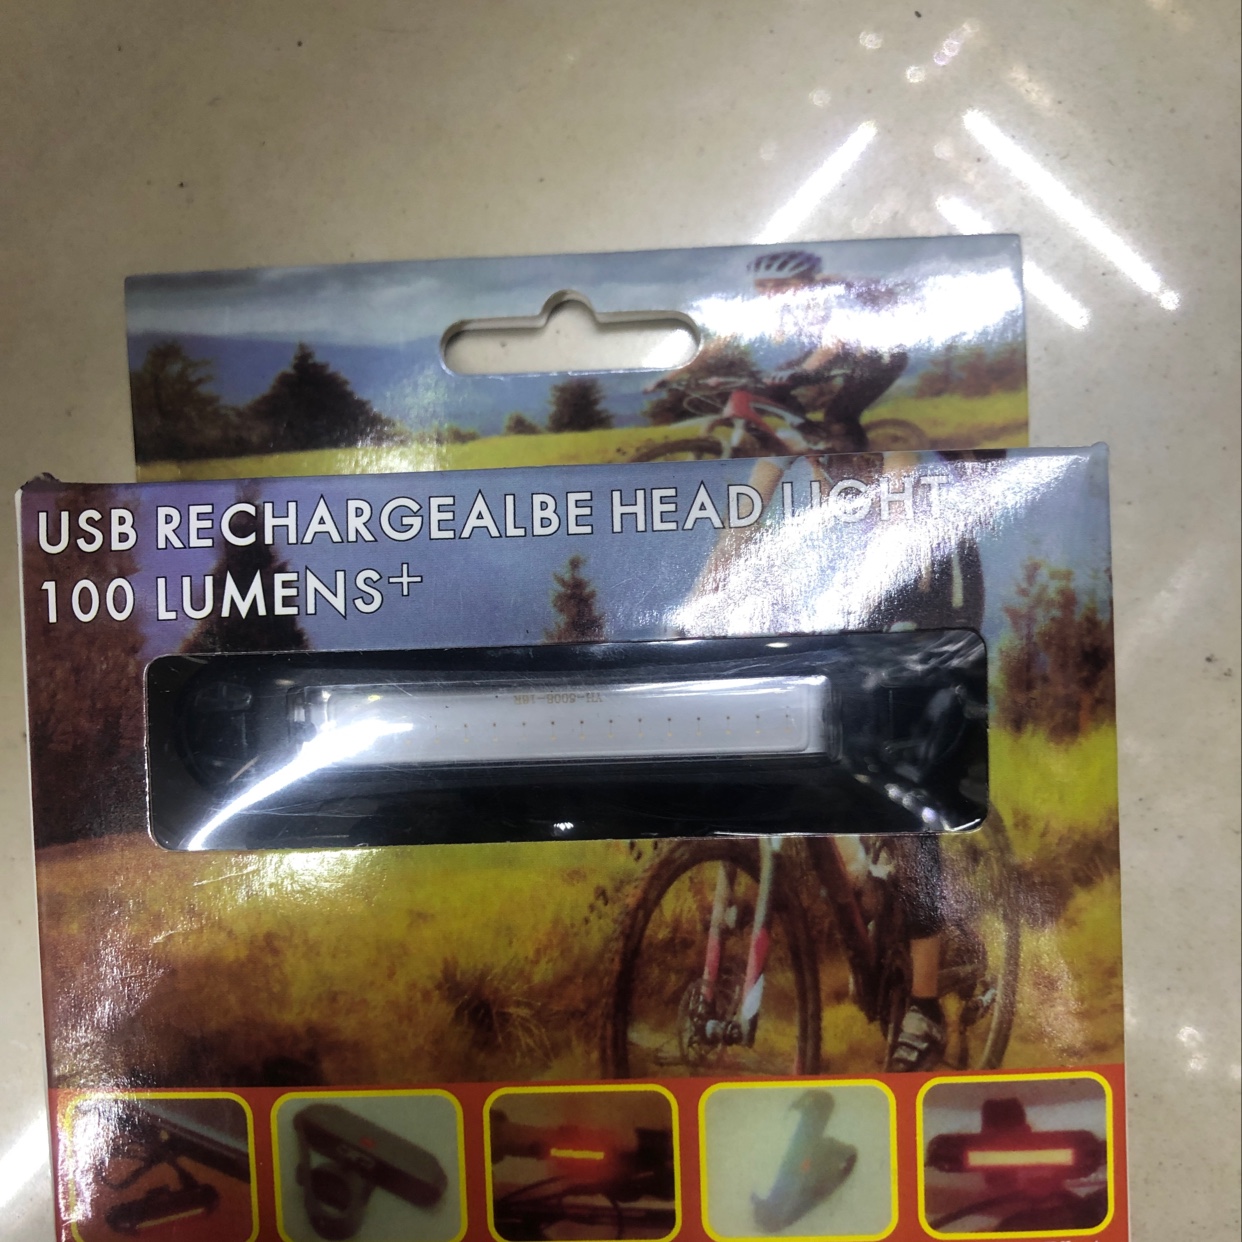 USB RECHARGEALBE HEAD LIGHT
100 LUMENS+